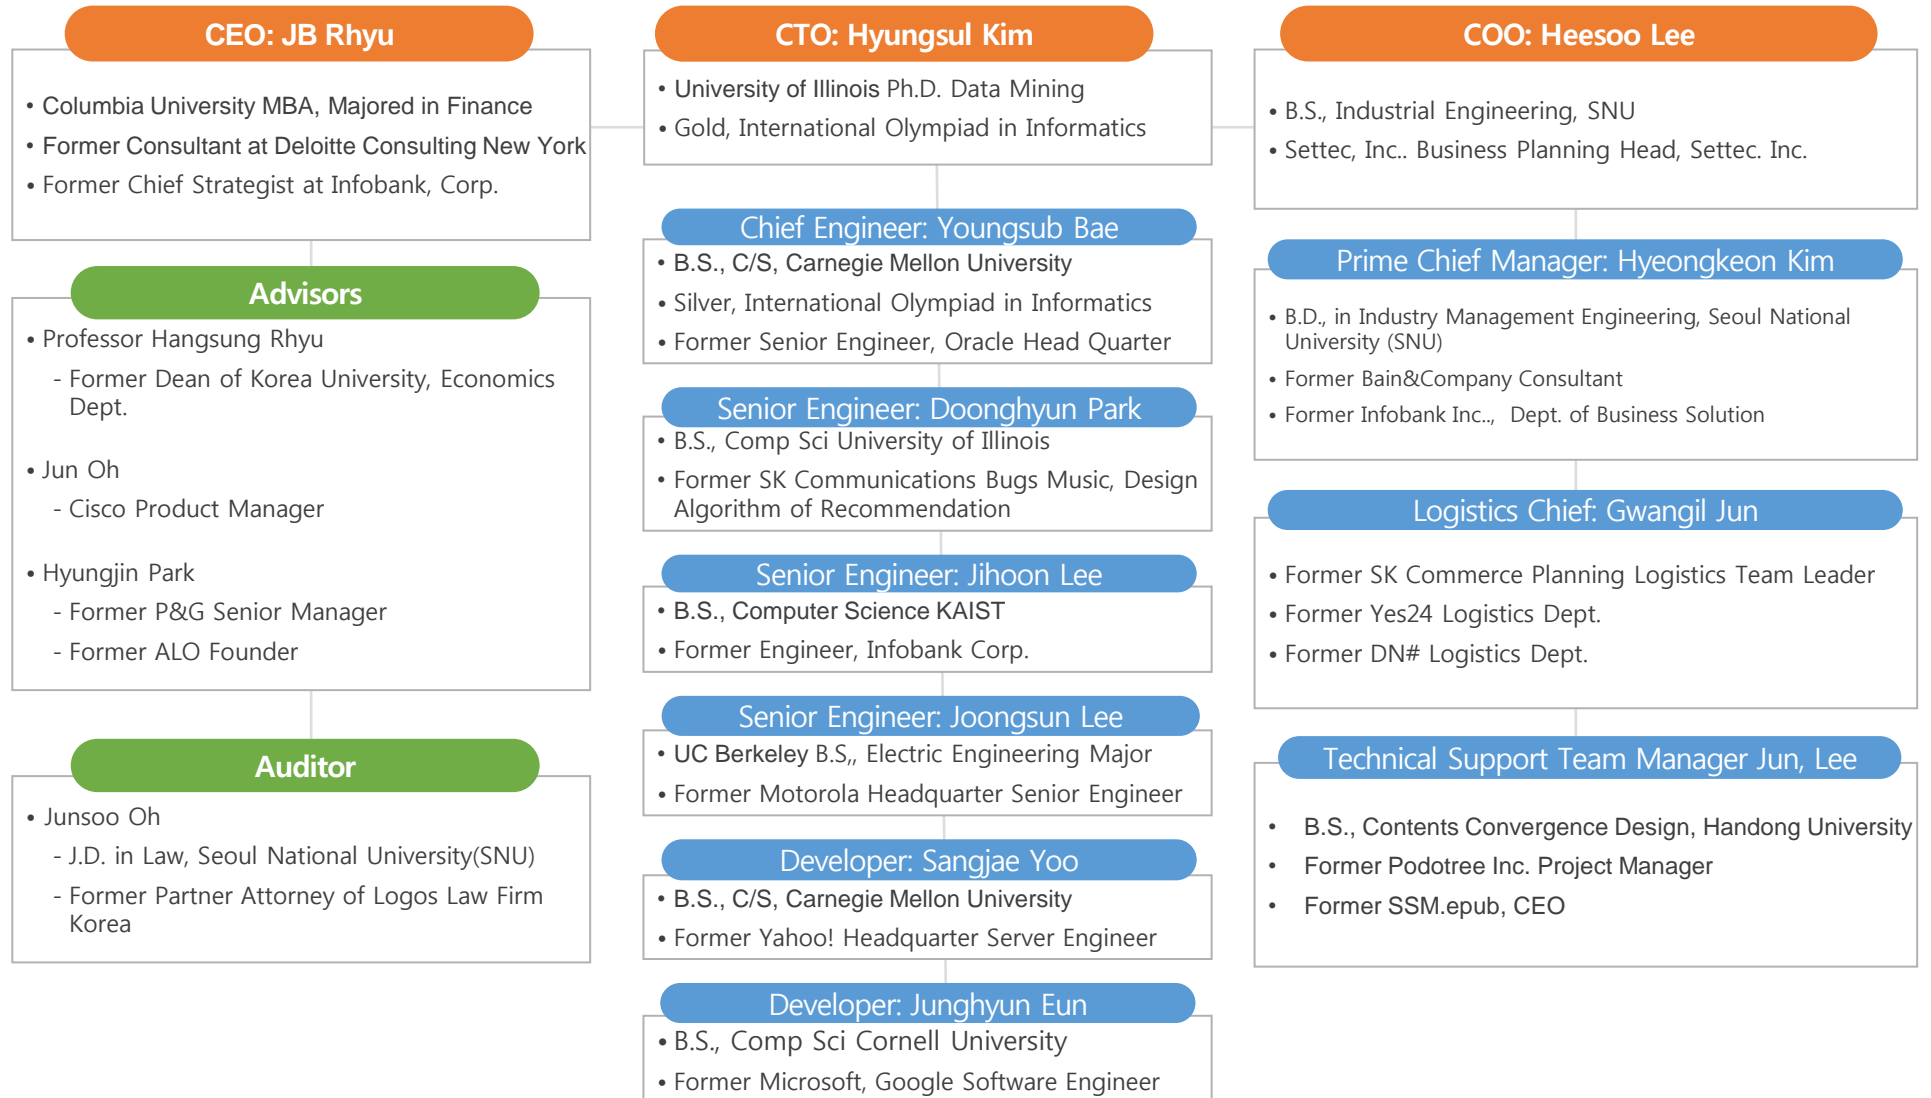 CEO: JB Rhyu
• Columbia University MBA, Majored in Finance
• Former Consultant at Deloitte Consulting New York
• Former Chief Strategist at Infobank, Corp.
Advisors
• Professor Hangsung Rhyu
- Former Dean of Korea University, Economics
Dept.
• Jun Oh
- Cisco Product Manager
• Hyungjin Park
- Former P&G Senior Manager
- Former ALO Founder
Auditor
• Junsoo Oh
- J.D. in Law, Seoul National University(SNU)
- Former Partner Attorney of Logos Law Firm
Korea
CTO: Hyungsul Kim
• University of Illinois Ph.D. Data Mining
• Gold, International Olympiad in Informatics
Chief Engineer: Youngsub Bae
• B.S., C/S, Carnegie Mellon University
• Silver, International Olympiad in Informatics
• Former Senior Engineer, Oracle Head Quarter
Senior Engineer: Doonghyun Park
• B.S., Comp Sci University of Illinois
• Former SK Communications Bugs Music, Design
Algorithm of Recommendation
Senior Engineer: Jihoon Lee
• B.S., Computer Science KAIST
• Former Engineer, Infobank Corp.
Senior Engineer: Joongsun Lee
• UC Berkeley B.S,, Electric Engineering Major
• Former Motorola Headquarter Senior Engineer
Developer: Sangjae Yoo
• B.S., C/S, Carnegie Mellon University
• Former Yahoo! Headquarter Server Engineer
Developer: Junghyun Eun
• B.S., Comp Sci Cornell University
• Former Microsoft, Google Software Engineer
COO: Heesoo Lee
• B.S., Industrial Engineering, SNU
• Settec, Inc.. Business Planning Head, Settec. Inc.
Prime Chief Manager: Hyeongkeon Kim
• B.D., in Industry Management Engineering, Seoul National
University (SNU)
• Former Bain&Company Consultant
• Former Infobank Inc.., Dept. of Business Solution
Logistics Chief: Gwangil Jun
• Former SK Commerce Planning Logistics Team Leader
• Former Yes24 Logistics Dept.
• Former DN# Logistics Dept.
Technical Support Team Manager Jun, Lee
• B.S., Contents Convergence Design, Handong University
• Former Podotree Inc. Project Manager
• Former SSM.epub, CEO